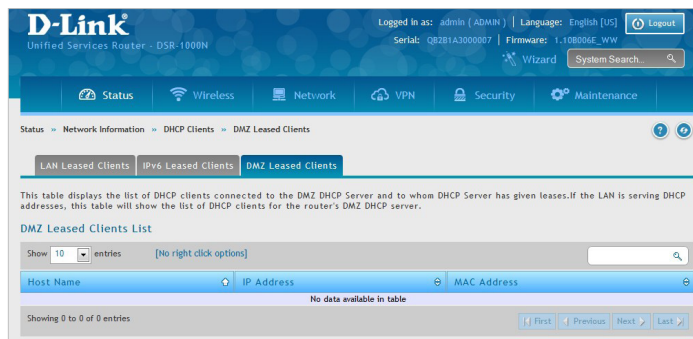 D-Link®
Unified Services Router - DSR-1000N
Logged in as: admin ( ADMIN ) | Language: English [US]
Logout
Serial: QB2B1A3000007 | Firmware: 1.10B006E_WW
Wizard
System Search..
Status
Wireless
Network
VPN
Security
Maintenance
Status » Network Information » DHCP Clients » DMZ Leased Clients
LAN Leased Clients
IPv6 Leased Clients
DMZ Leased Clients
This table displays the list of DHCP clients connected to the DMZ DHCP Server and to whom DHCP Server has given leases.If the LAN is serving DHCP
addresses, this table will show the list of DHCP clients for the router's DMZ DHCP server.
DMZ Leased Clients List
Show 10 entries [No right click options]
Host Name IP Address MAC Address
No data available in table
Showing 0 to 0 of 0 entries
First Previous Next Last